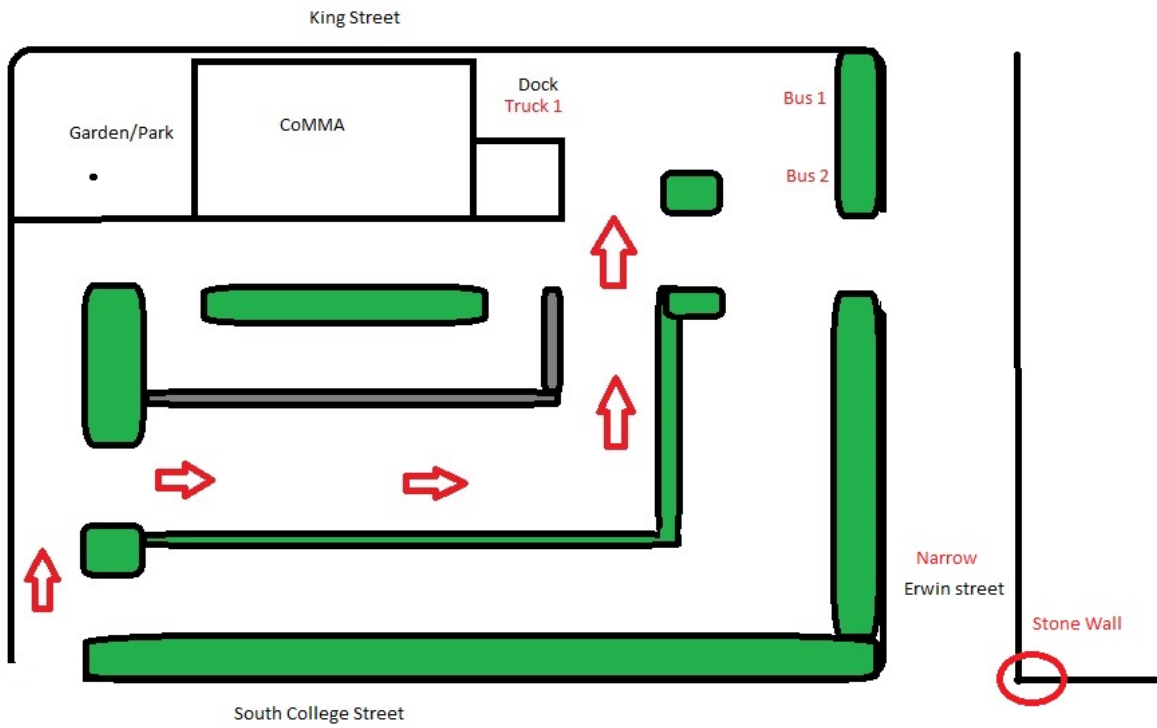 King Street
Dock
Truck 1
Bus 1
CoMMA
Garden/Park
Bus 2
Narrow
Erwin street
Stone Wall
South College Street